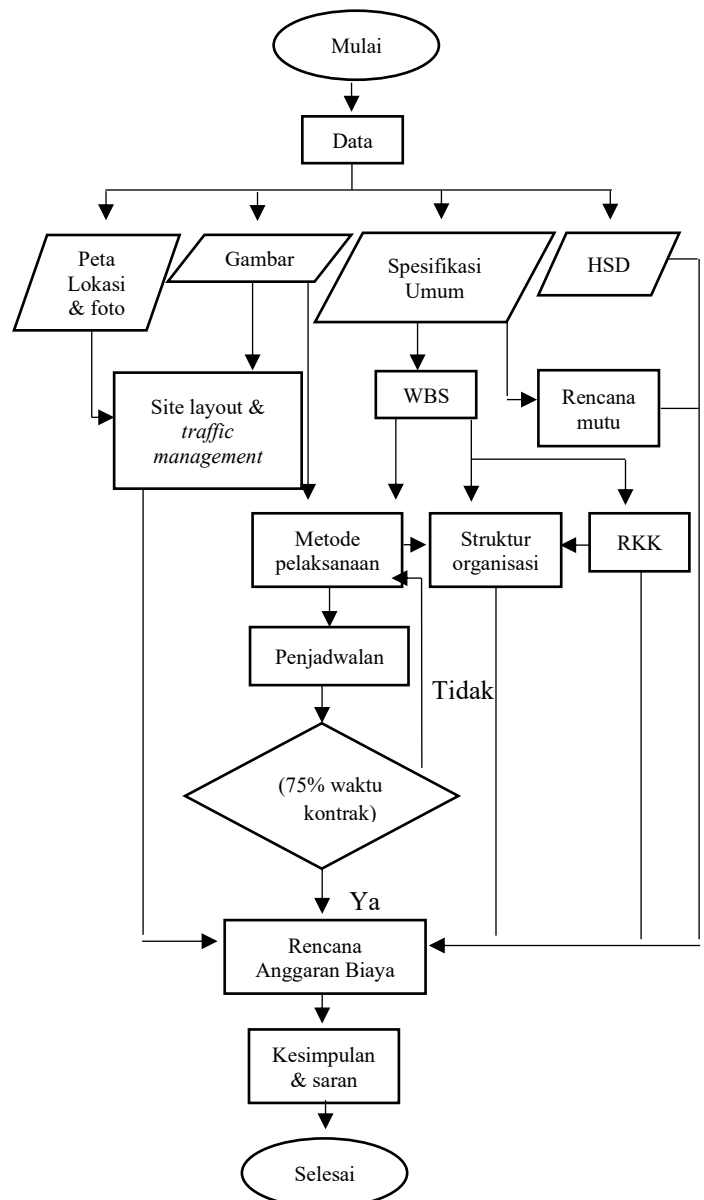 Mulai
Data
Peta
Lokasi
& foto
Gambar
Spesifikasi
Umum
HSD
Site layout &
traffic
management
WBS
Rencana
mutu
Metode
pelaksanaan
Struktur
organisasi
RKK
Penjadwalan
Tidak
(75% waktu
kontrak)
Ya
Rencana
Anggaran Biaya
Kesimpulan
& saran
Selesai